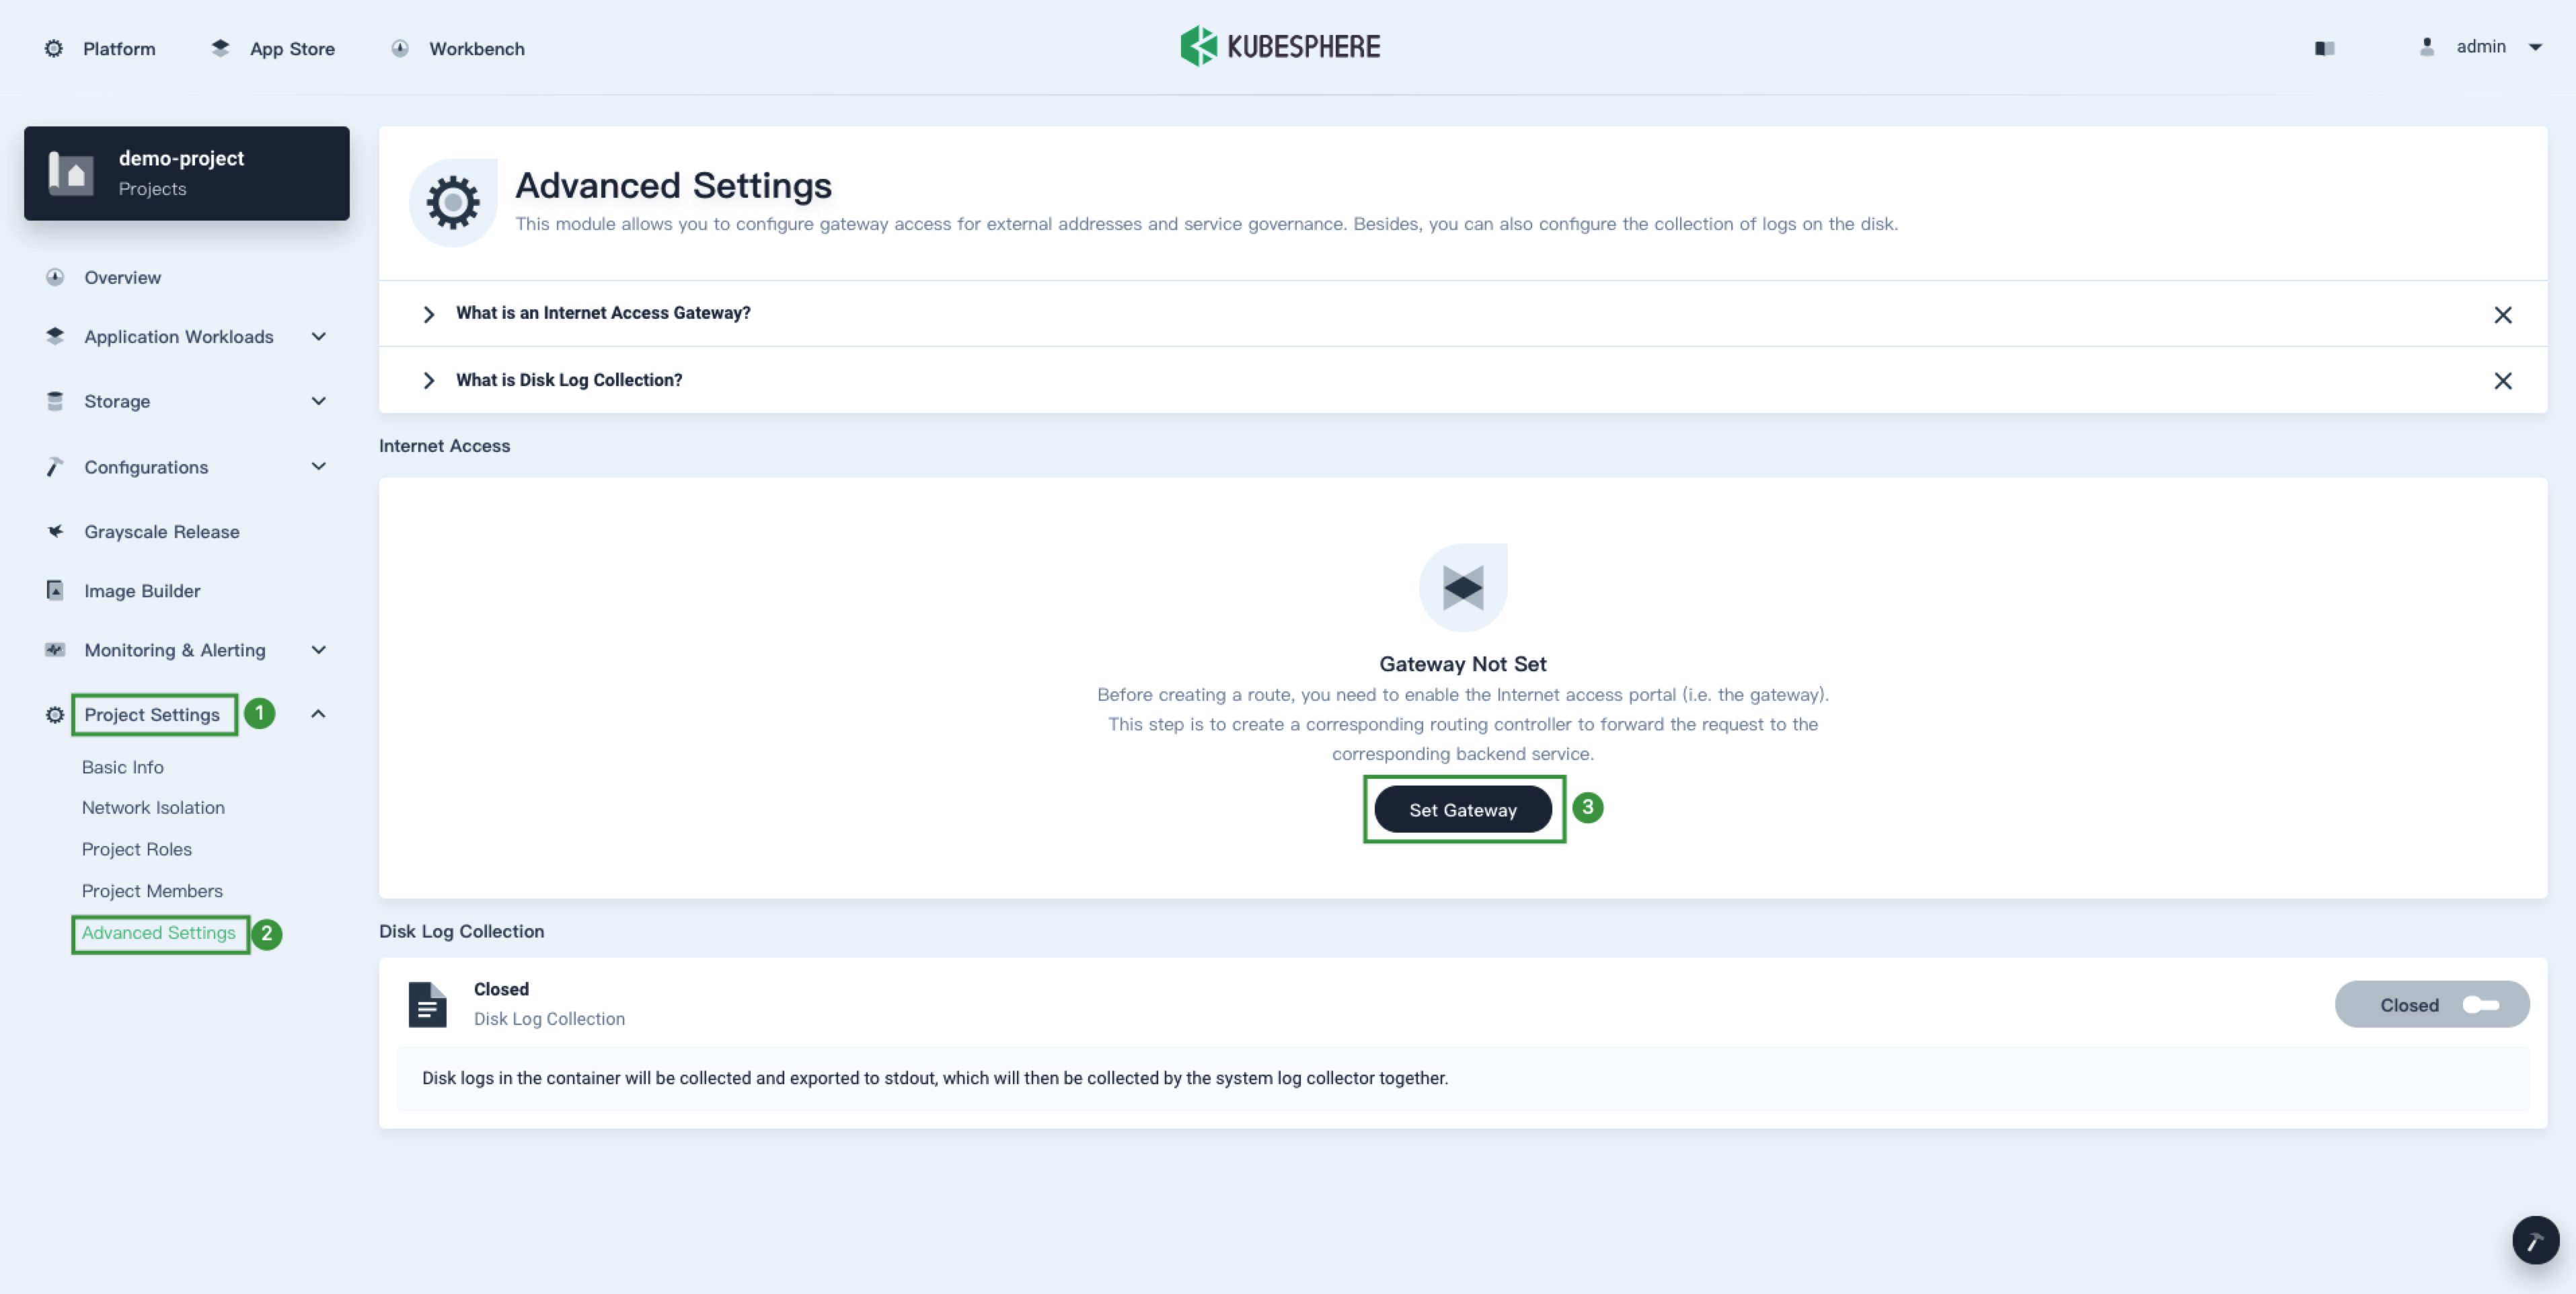 Platform
App Store
Workbench
KUBESPHERE
admin
demo-project
Projects
Overview
Application Workloads
Storage
Configurations
Grayscale Release
Image Builder
Monitoring & Alerting
Project Settings
1
Basic Info
Network Isolation
Project Roles
Project Members
Advanced Settings
2
Advanced Settings
This module allows you to configure gateway access for external addresses and service governance. Besides, you can also configure the collection of logs on the disk.
What is an Internet Access Gateway?
What is Disk Log Collection?
Internet Access
Gateway Not Set
Before creating a route, you need to enable the Internet access portal (i.e. the gateway).
This step is to create a corresponding routing controller to forward the request to the
corresponding backend service.
Set Gateway
3
Disk Log Collection
Closed
Disk Log Collection
Closed
Disk logs in the container will be collected and exported to stdout, which will then be collected by the system log collector together.